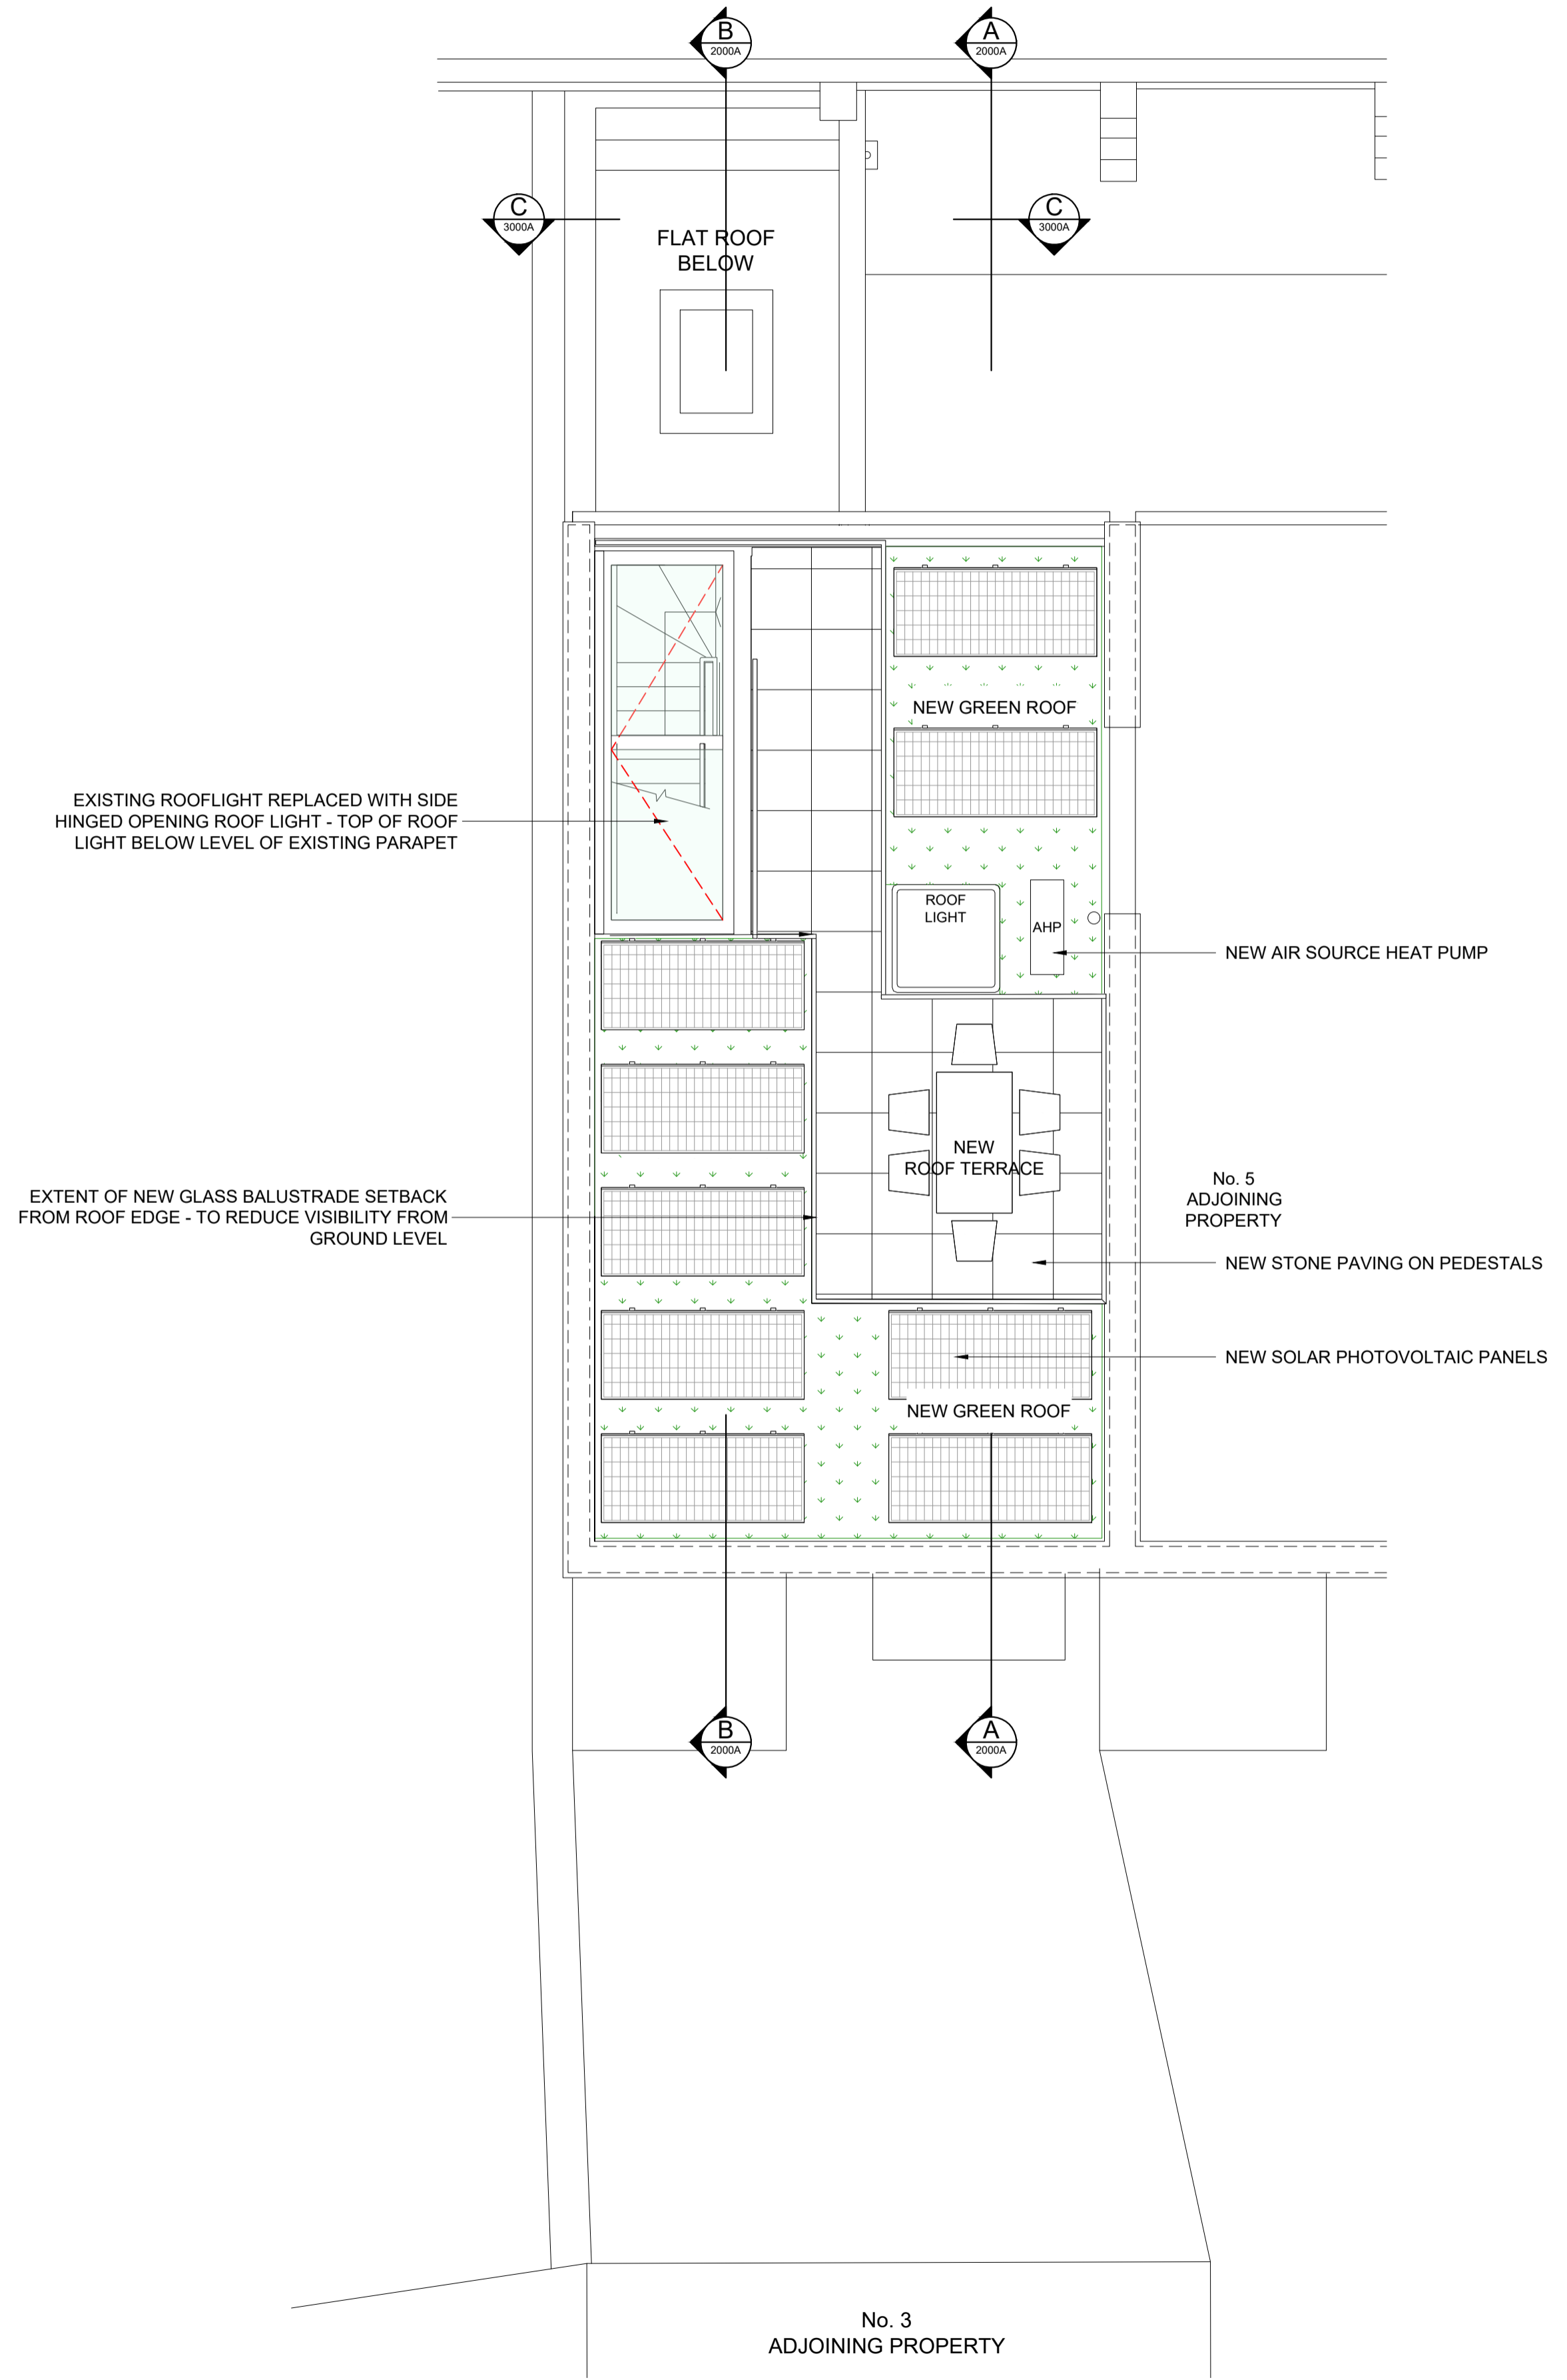 B
2000A
A
2000A
C
3000A
C
3000A
FLAT ROOF
BELOW
NEW GREEN ROOF
EXISTING ROOFLIGHT REPLACED WITH SIDE
HINGED OPENING ROOF LIGHT - TOP OF ROOF
LIGHT BELOW LEVEL OF EXISTING PARAPET
ROOF
LIGHT
AHP
NEW AIR SOURCE HEAT PUMP
NEW
ROOF TERRACE
No. 5
ADJOINING
PROPERTY
EXTENT OF NEW GLASS BALUSTRADE SETBACK
FROM ROOF EDGE - TO REDUCE VISIBILITY FROM
GROUND LEVEL
NEW STONE PAVING ON PEDESTALS
NEW SOLAR PHOTOVOLTAIC PANELS
NEW GREEN ROOF
B
2000A
A
2000A
No. 3
ADJOINING PROPERTY